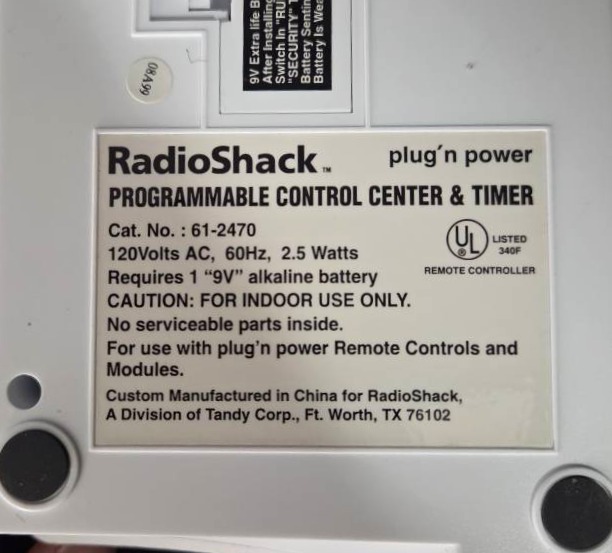 08A99
9V Extra life B
After Installing
Switch In "RU
"SECURITY" T
Battery Sentin
Battery Is Wea
RadioShack™ plug'n power
PROGRAMMABLE CONTROL CENTER & TIMER
Cat. No. : 61-2470
120Volts AC, 60Hz, 2.5 Watts
Requires 1 “9V” alkaline battery
CAUTION: FOR INDOOR USE ONLY.
No serviceable parts inside.
For use with plug'n power Remote Controls and
Modules.
Custom Manufactured in China for RadioShack,
A Division of Tandy Corp., Ft. Worth, TX 76102
UL ® LISTED
340F
REMOTE CONTROLLER